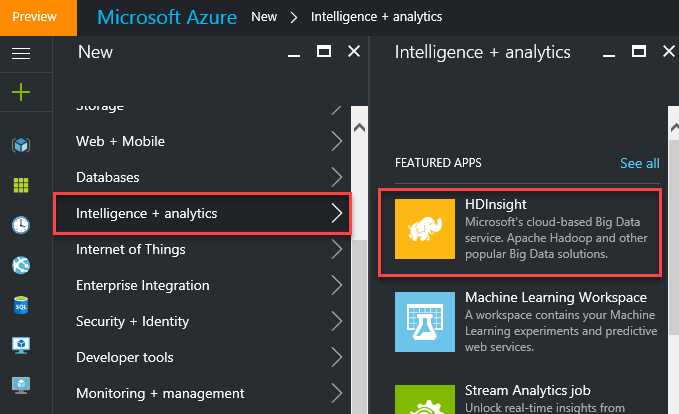 Preview
Microsoft Azure New > Intelligence + analytics
New
Storage
Web + Mobile
Databases
Intelligence + analytics
Internet of Things
Enterprise Integration
Security + Identity
Developer tools
Monitoring + management
Intelligence + analytics
FEATURED APPS
See all
HDInsight
Microsoft's cloud-based Big Data
service. Apache Hadoop and other
popular Big Data solutions.
Machine Learning Workspace
A workspace contains your Machine
Learning experiments and predictive
web services.
Stream Analytics job
Unlock real-time insights from
SQL